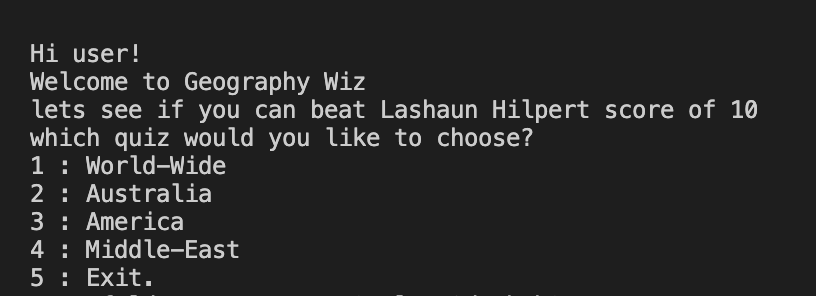 Hi user!
Welcome to Geography Wiz
lets see if you can beat Lashaun Hilpert score of 10
which quiz would you like to choose?
1 : World-Wide
2 : Australia
3 : America
4 : Middle-East
5 : Exit.